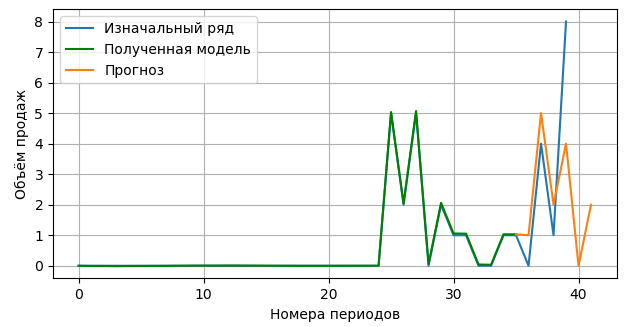 Изначальный ряд
Полученная модель
Прогноз
Объём продаж
8
7
6
5
4
3
2
1
0
0 10 20 30 40
Номера периодов